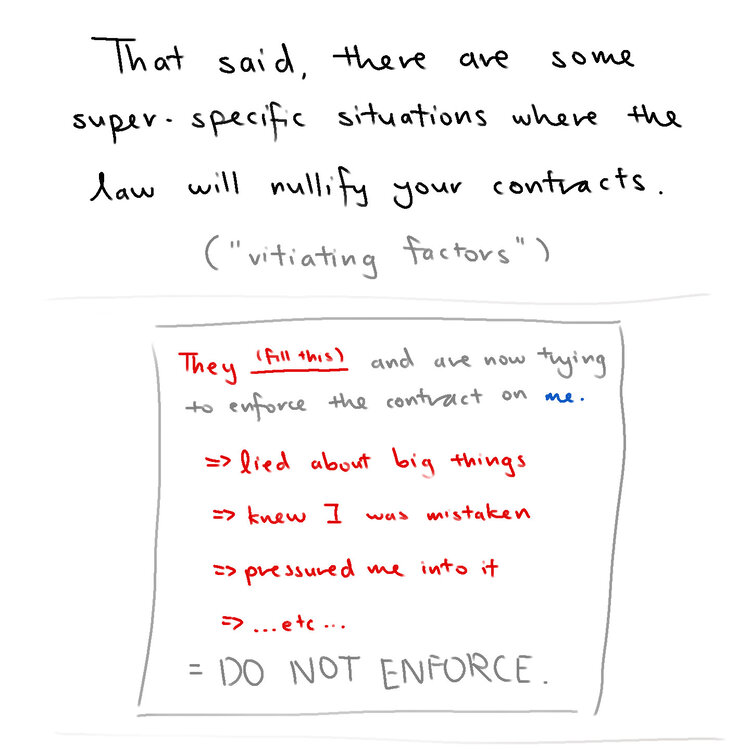 That said, there are some
super-specific situations where the
law will nullify your contracts.
("vitiating factors")
They (fill this) and are now trying
to enforce the contract on me.
=> lied about big things
=> knew I was mistaken
=> pressured me into it
=> ...etc...
= DO NOT ENFORCE.